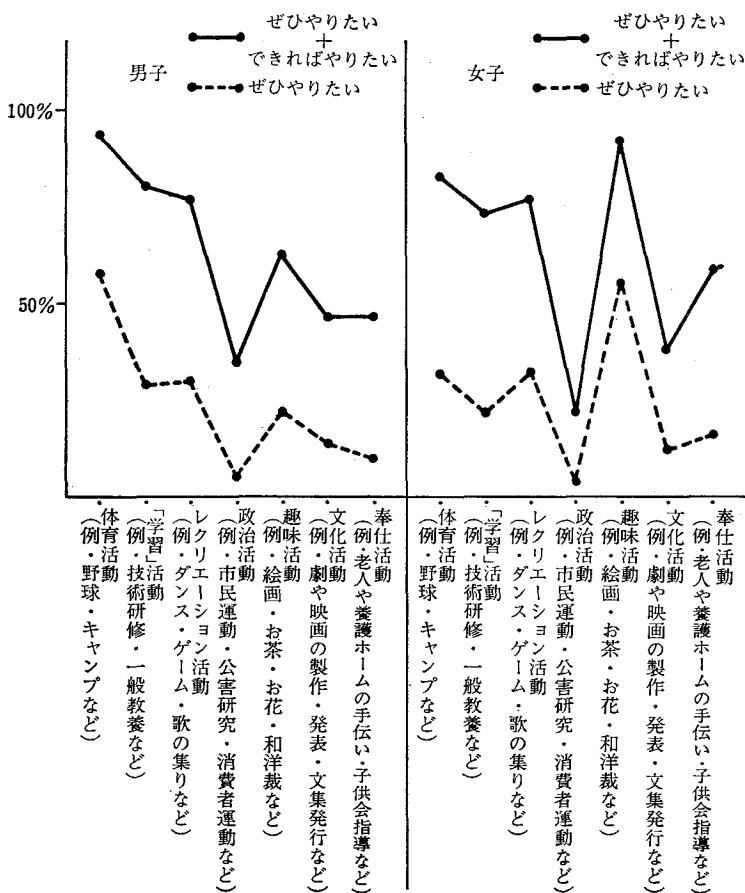 ぜひやりたい
+
できればやりたい
男子
ぜひやりたい
ぜひやりたい
+
できればやりたい
女子
ぜひやりたい
100%
50%
体育活動
(例・野球・キャンプなど)
「学習」活動
(例・技術研修・一般教養など)
レクリエーション活動
(例・ダンス・ゲーム・歌の集りなど)
政治活動
(例・市民運動・公害研究・消費者運動など)
趣味活動
(例・絵画・お茶・お花・和洋裁など)
文化活動
(例・劇や映画の製作・発表・文集発行など)
奉仕活動
(例・老人や養護ホームの手伝い・子供会指導など)
体育活動
(例・野球・キャンプなど)
「学習」活動
(例・技術研修・一般教養など)
レクリエーション活動
(例・ダンス・ゲーム・歌の集りなど)
政治活動
(例・市民運動・公害研究・消費者運動など)
趣味活動
(例・絵画・お茶・お花・和洋裁など)
文化活動
(例・劇や映画の製作・発表・文集発行など)
奉仕活動
(例・老人や養護ホームの手伝い・子供会指導など)